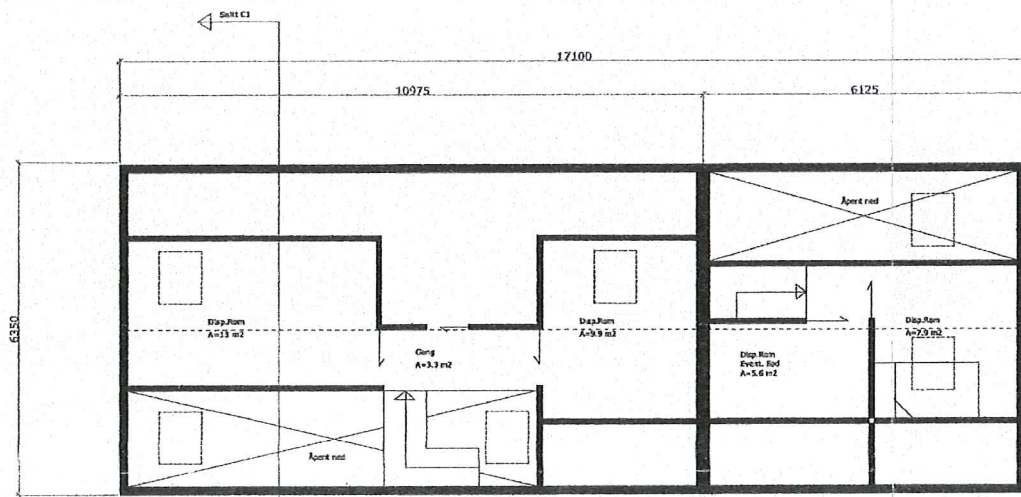 Snitt C1
17100
10975
6125
6350
Åpent ned
Disp.Rom
A=13 m2
Gang
A=3.3 m2
Disp.Rom
A=9.9 m2
Disp.Rom
Event. Bod
A=5.6 m2
Disp.Rom
A=7.9 m2
Åpent ned